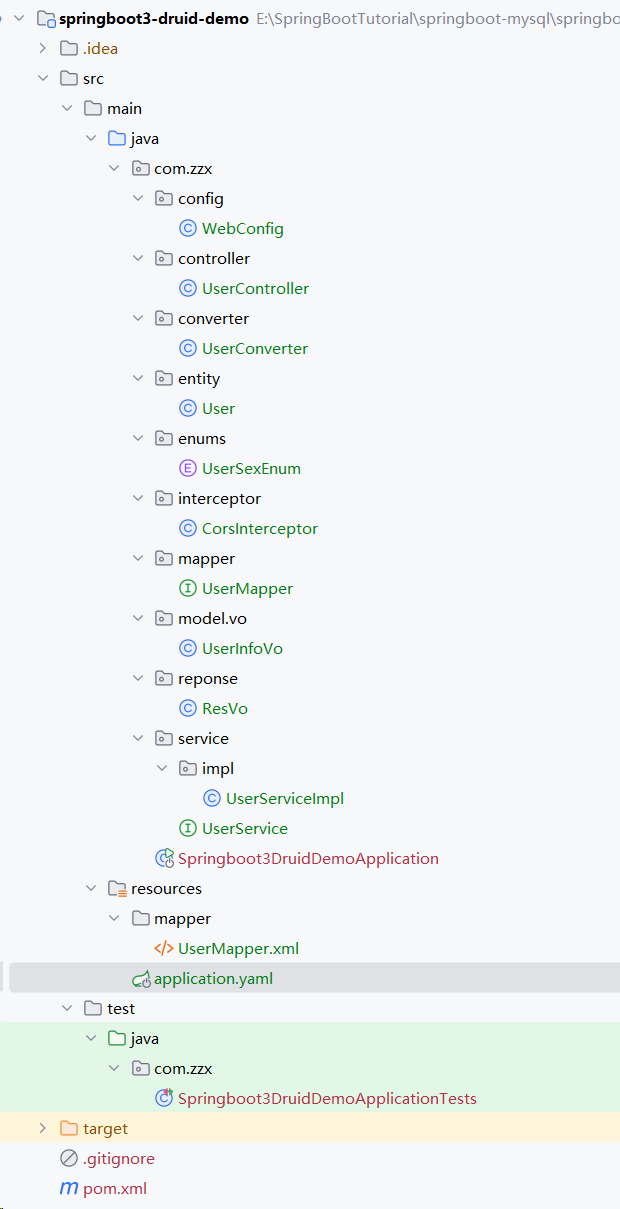 springboot3-druid-demo E:\SpringBootTutorial\springboot-mysql\springbo
.idea
src
main
java
com.zzx
config
WebConfig
controller
UserController
converter
UserConverter
entity
User
enums
UserSexEnum
interceptor
CorsInterceptor
mapper
UserMapper
model.vo
UserInfoVo
reponse
ResVo
service
impl
UserServiceImpl
UserService
Springboot3DruidDemoApplication
resources
mapper
UserMapper.xml
application.yaml
test
java
com.zzx
Springboot3DruidDemoApplicationTests
target
.gitignore
pom.xml